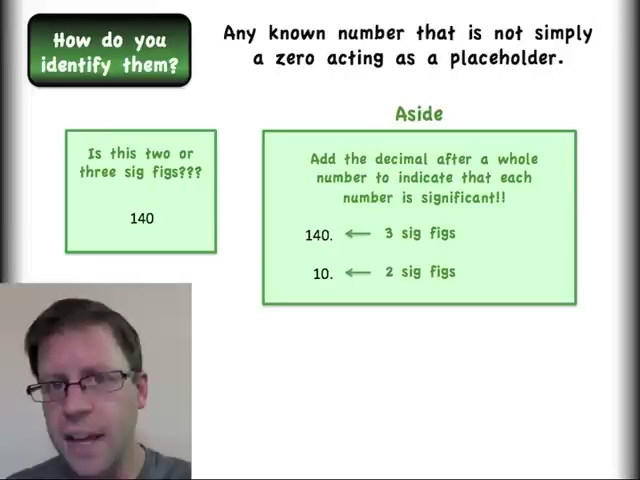 How do you
identify them?
Any known number that is not simply
a zero acting as a placeholder.
Aside
Is this two or
three sig figs???
140
Add the decimal after a whole
number to indicate that each
number is significant!!
140. ← 3 sig figs
10. ← 2 sig figs